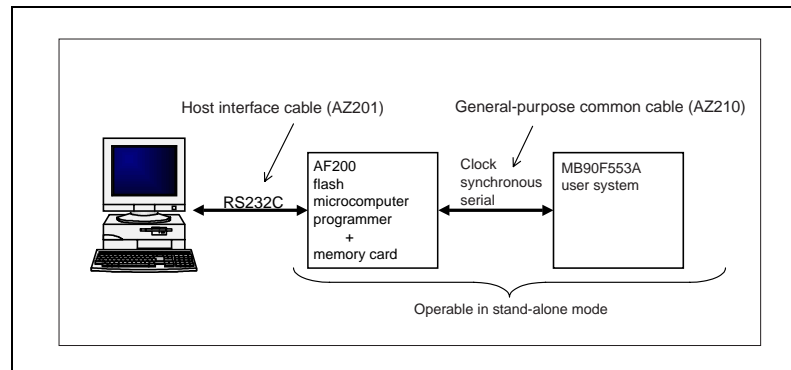 Host interface cable (AZ201)
General-purpose common cable (AZ210)
RS232C
AF200
flash
microcomputer
programmer
+
memory card
Clock
synchronous
serial
MB90F553A
user system
Operable in stand-alone mode